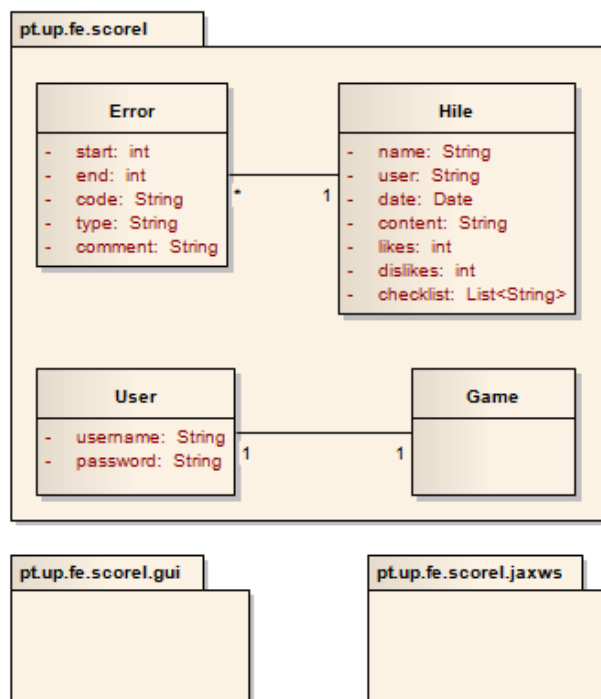 pt.up.fe.scorel
Error
- start: int
- end: int
- code: String
- type: String
- comment: String
* 1
Hile
- name: String
- user: String
- date: Date
- content: String
- likes: int
- dislikes: int
- checklist: List<String>
User
- username: String
- password: String
1 1
Game
pt.up.fe.scorel.gui
pt.up.fe.scorel.jaxws